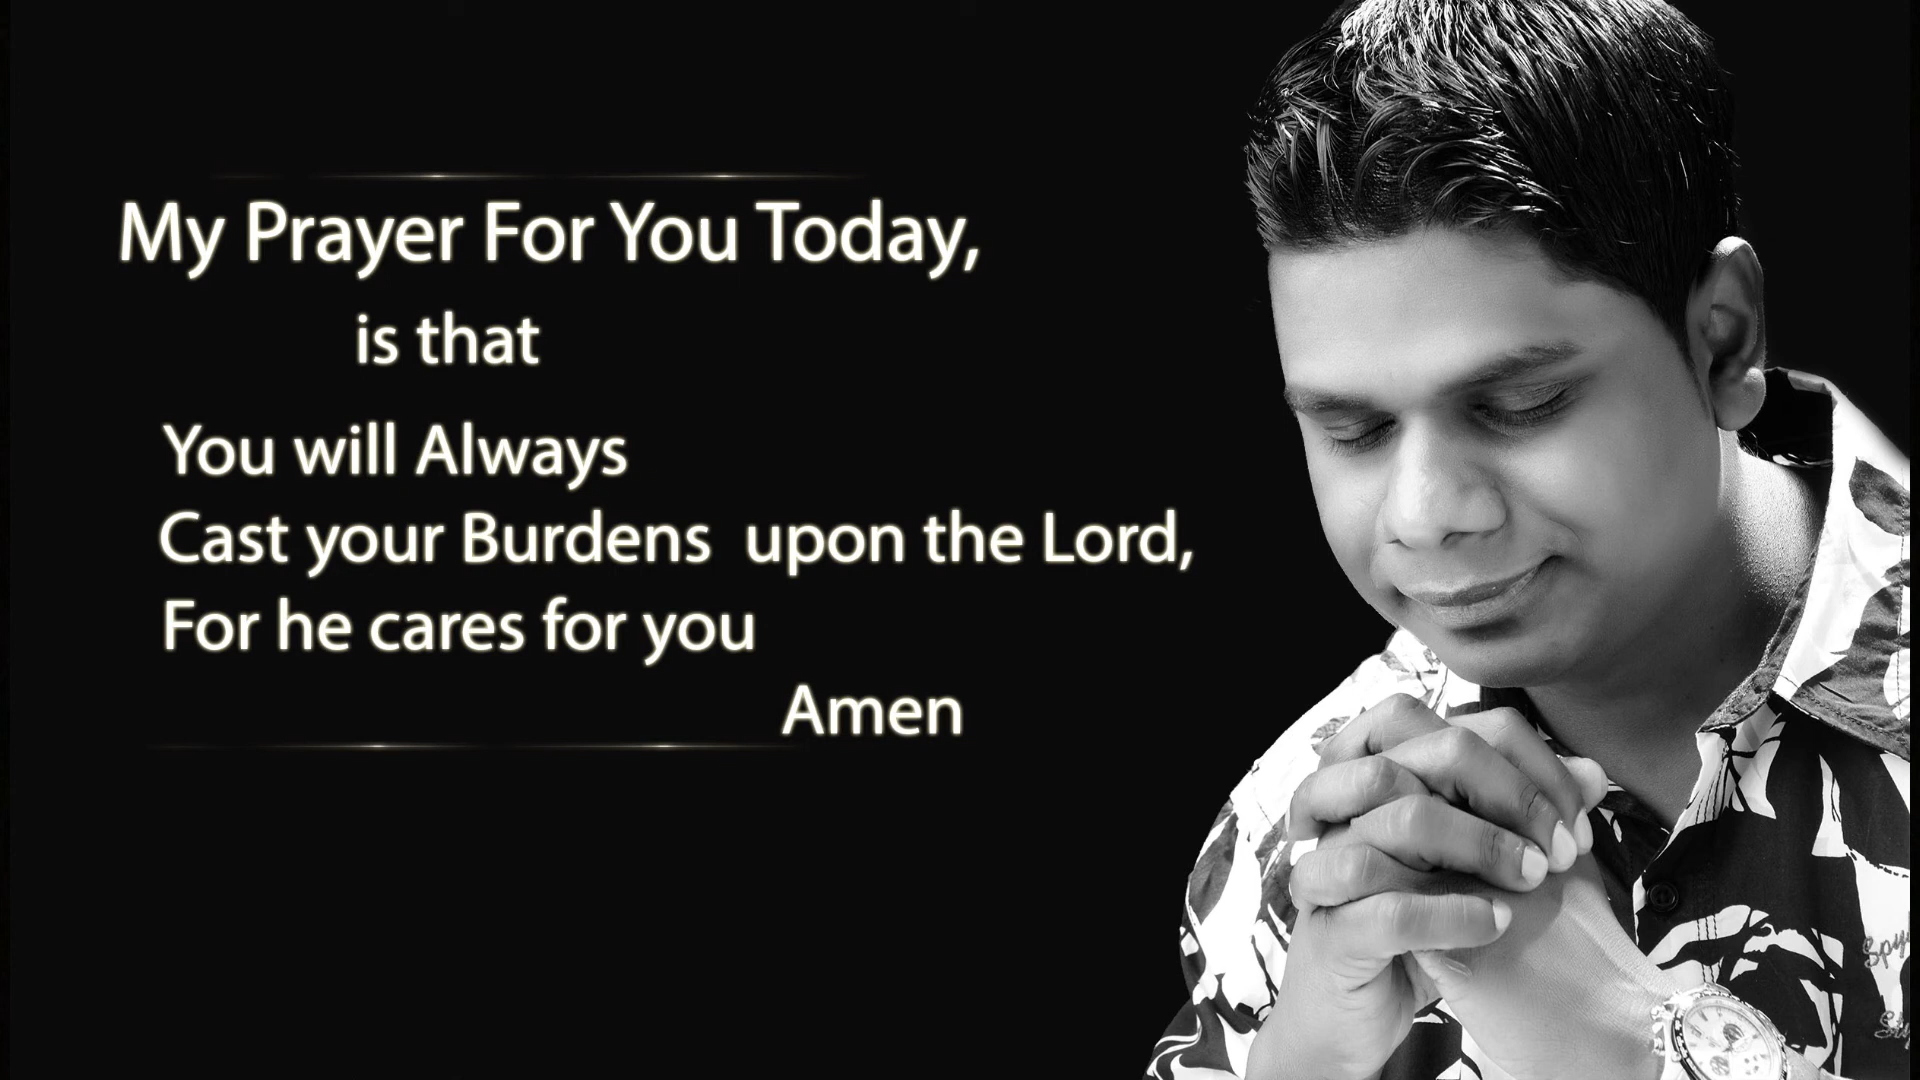 My Prayer For You Today,
is that
You will Always
Cast your Burdens upon the Lord,
For he cares for you
Amen